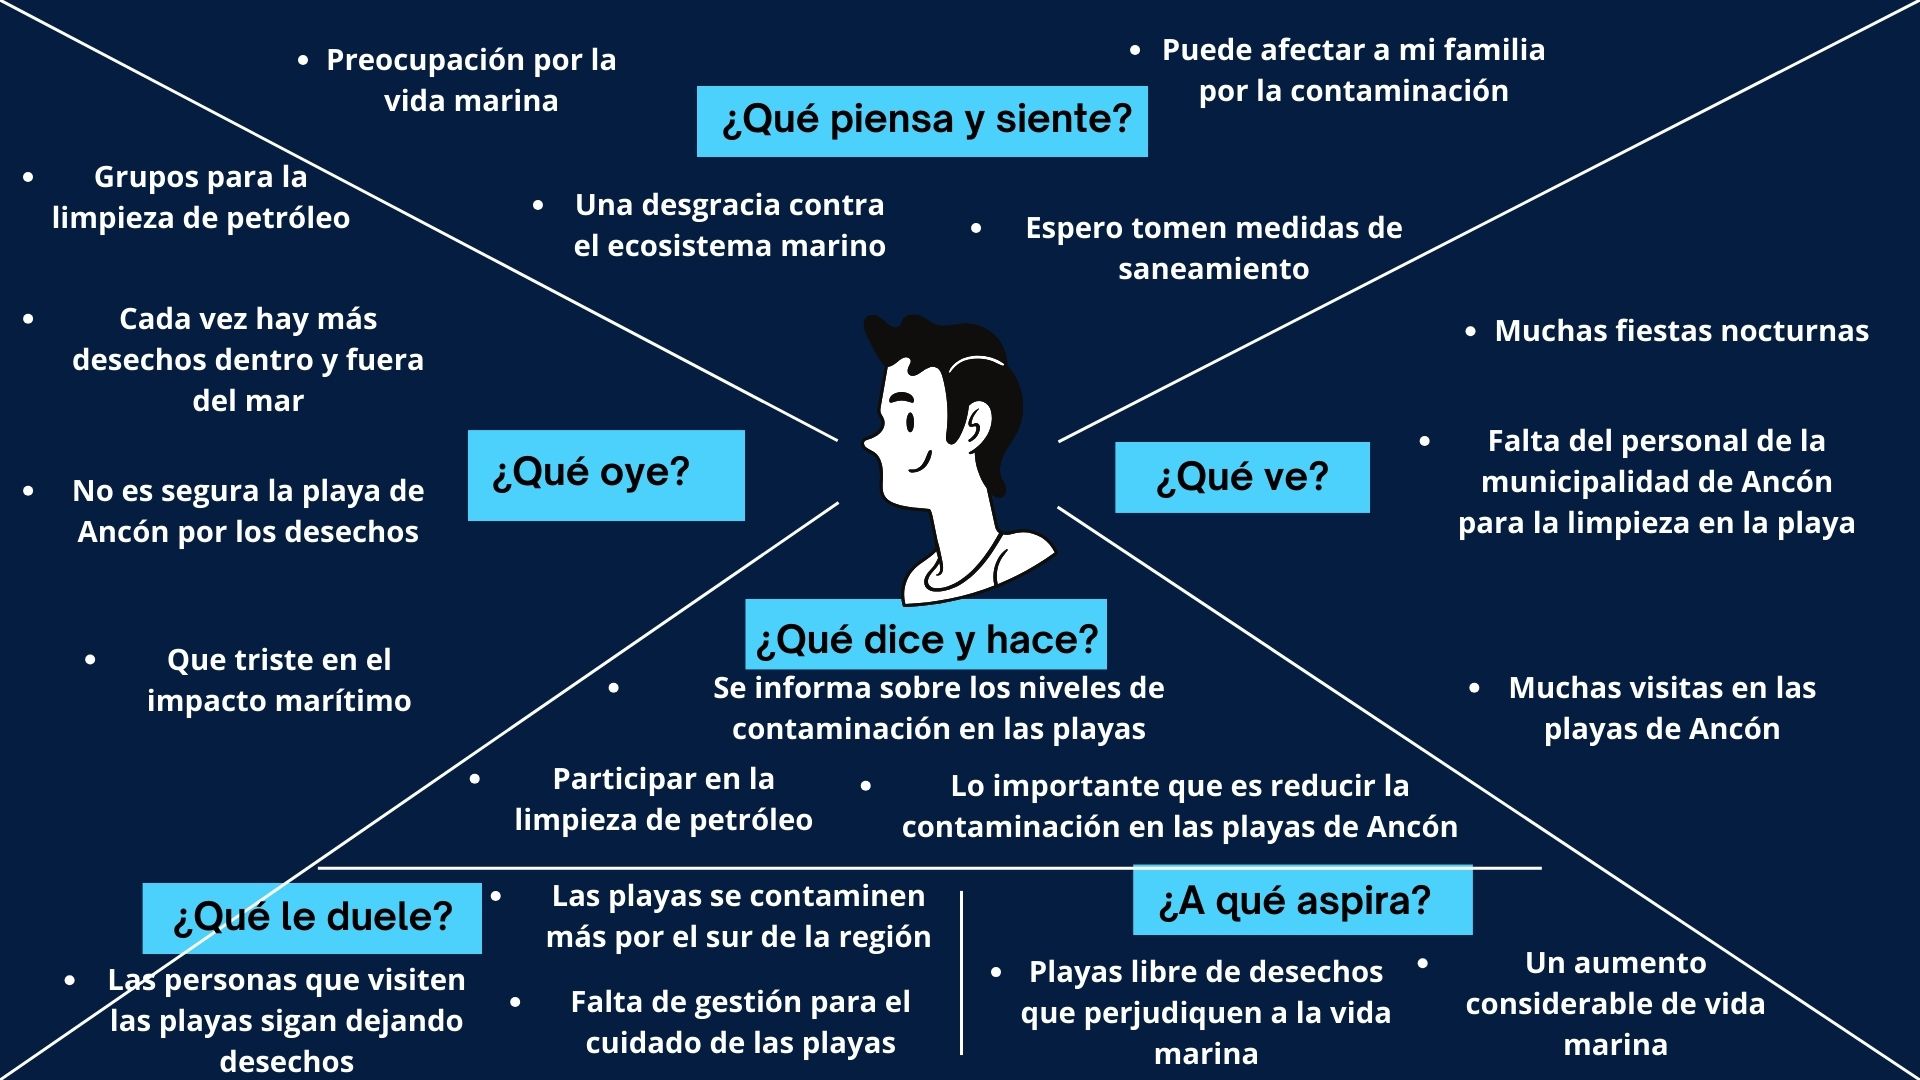 • Preocupación por la
vida marina
• Puede afectar a mi familia
por la contaminación
¿Qué piensa y siente?
• Una desgracia contra
el ecosistema marino
• Espero tomen medidas de
saneamiento
• Grupos para la
limpieza de petróleo
• Cada vez hay más
desechos dentro y fuera
del mar
¿Qué oye?
• No es segura la playa de
Ancón por los desechos
• Que triste en el
impacto marítimo
¿Qué ve?
• Muchas fiestas nocturnas
• Falta del personal de la
municipalidad de Ancón
para la limpieza en la playa
• Muchas visitas en las
playas de Ancón
¿Qué dice y hace?
• Se informa sobre los niveles de
contaminación en las playas
• Participar en la
limpieza de petróleo
• Lo importante que es reducir la
contaminación en las playas de Ancón
¿Qué le duele?
• Las personas que visiten
las playas sigan dejando
desechos
• Las playas se contaminen
más por el sur de la región
• Falta de gestión para el
cuidado de las playas
¿A qué aspira?
• Playas libre de desechos
que perjudiquen a la vida
marina
• Un aumento
considerable de vida
marina